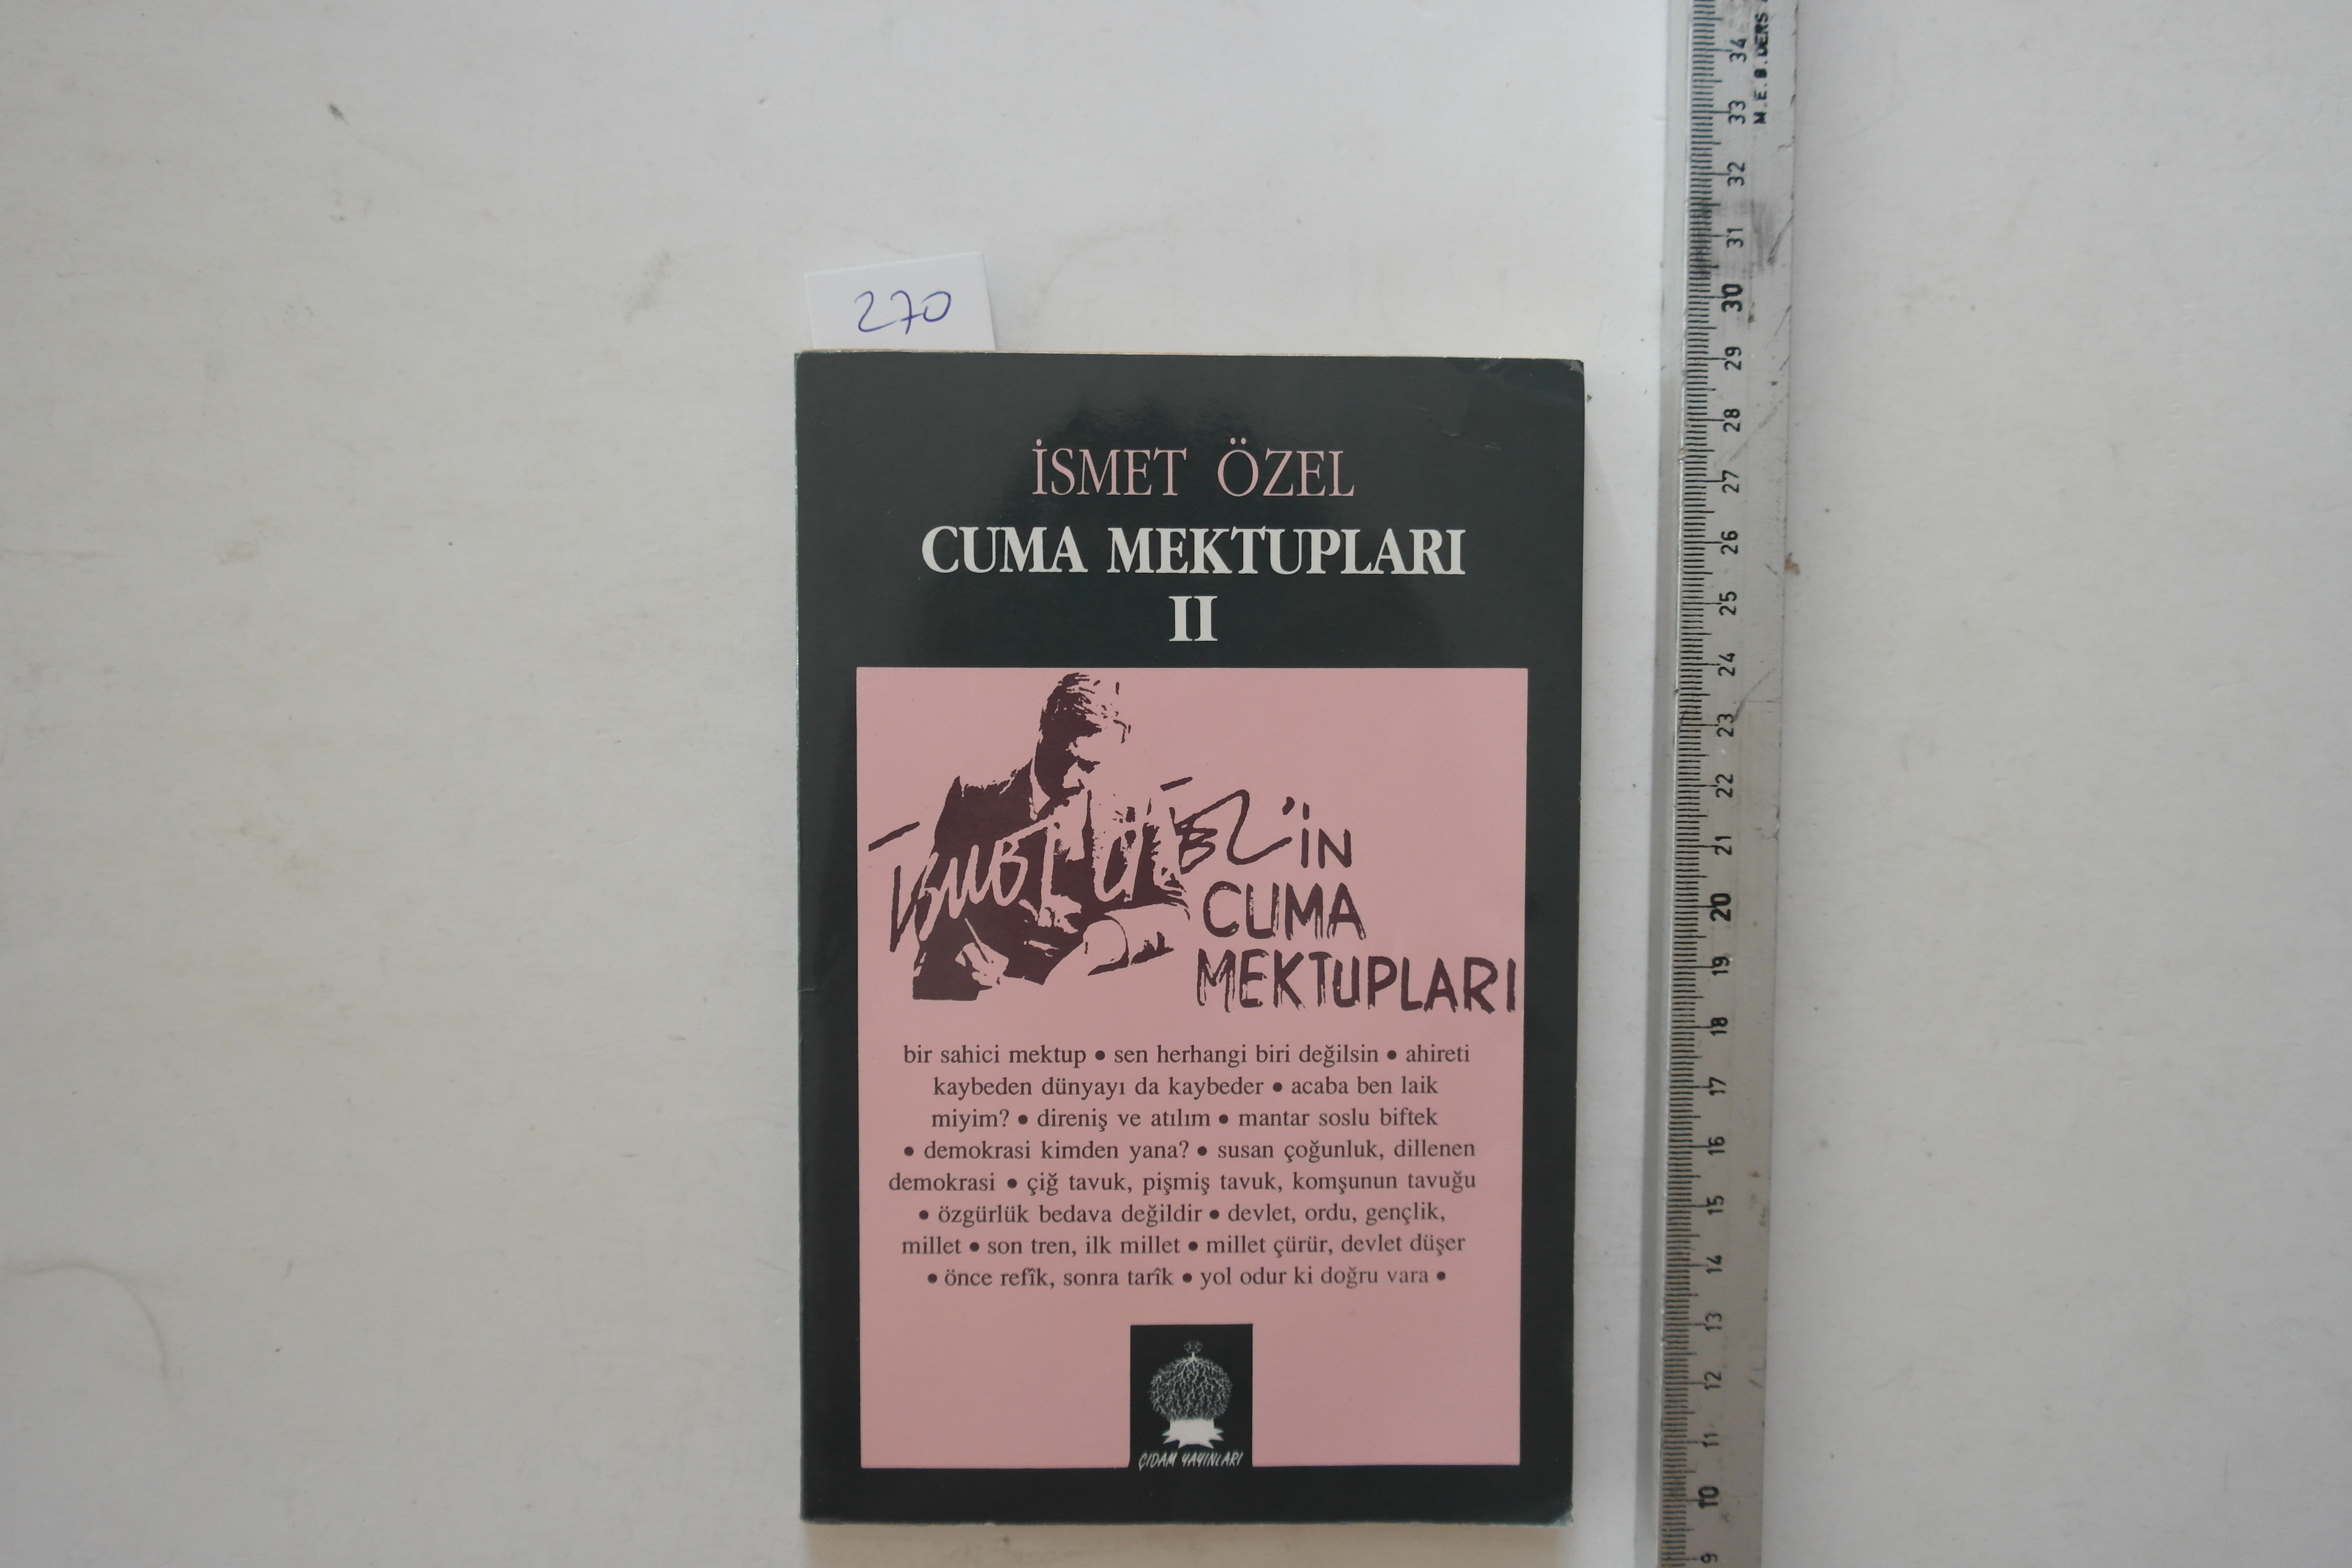 270
İSMET ÖZEL
CUMA MEKTUPLARI
II
İSMET ÖZEL'İN
CUMA
MEKTUPLARI
bir sahici mektup • sen herhangi biri değilsin • ahireti
kaybeden dünyayı da kaybeder • acaba ben laik
miyim? • direniş ve atılım • mantar soslu biftek
• demokrasi kimden yana? • susan çoğunluk, dillenen
demokrasi • çiğ tavuk, pişmiş tavuk, komşunun tavuğu
• özgürlük bedava değildir • devlet, ordu, gençlik,
millet • son tren, ilk millet • millet çürür, devlet düşer
• önce refîk, sonra tarîk • yol odur ki doğru vara •
ÇIDAM YAYINLARI
34
33
32
31
30
29
28
27
26
25
24
23
22
21
20
19
18
17
16
15
14
13
12
11
10
9
M.E.B.DERS